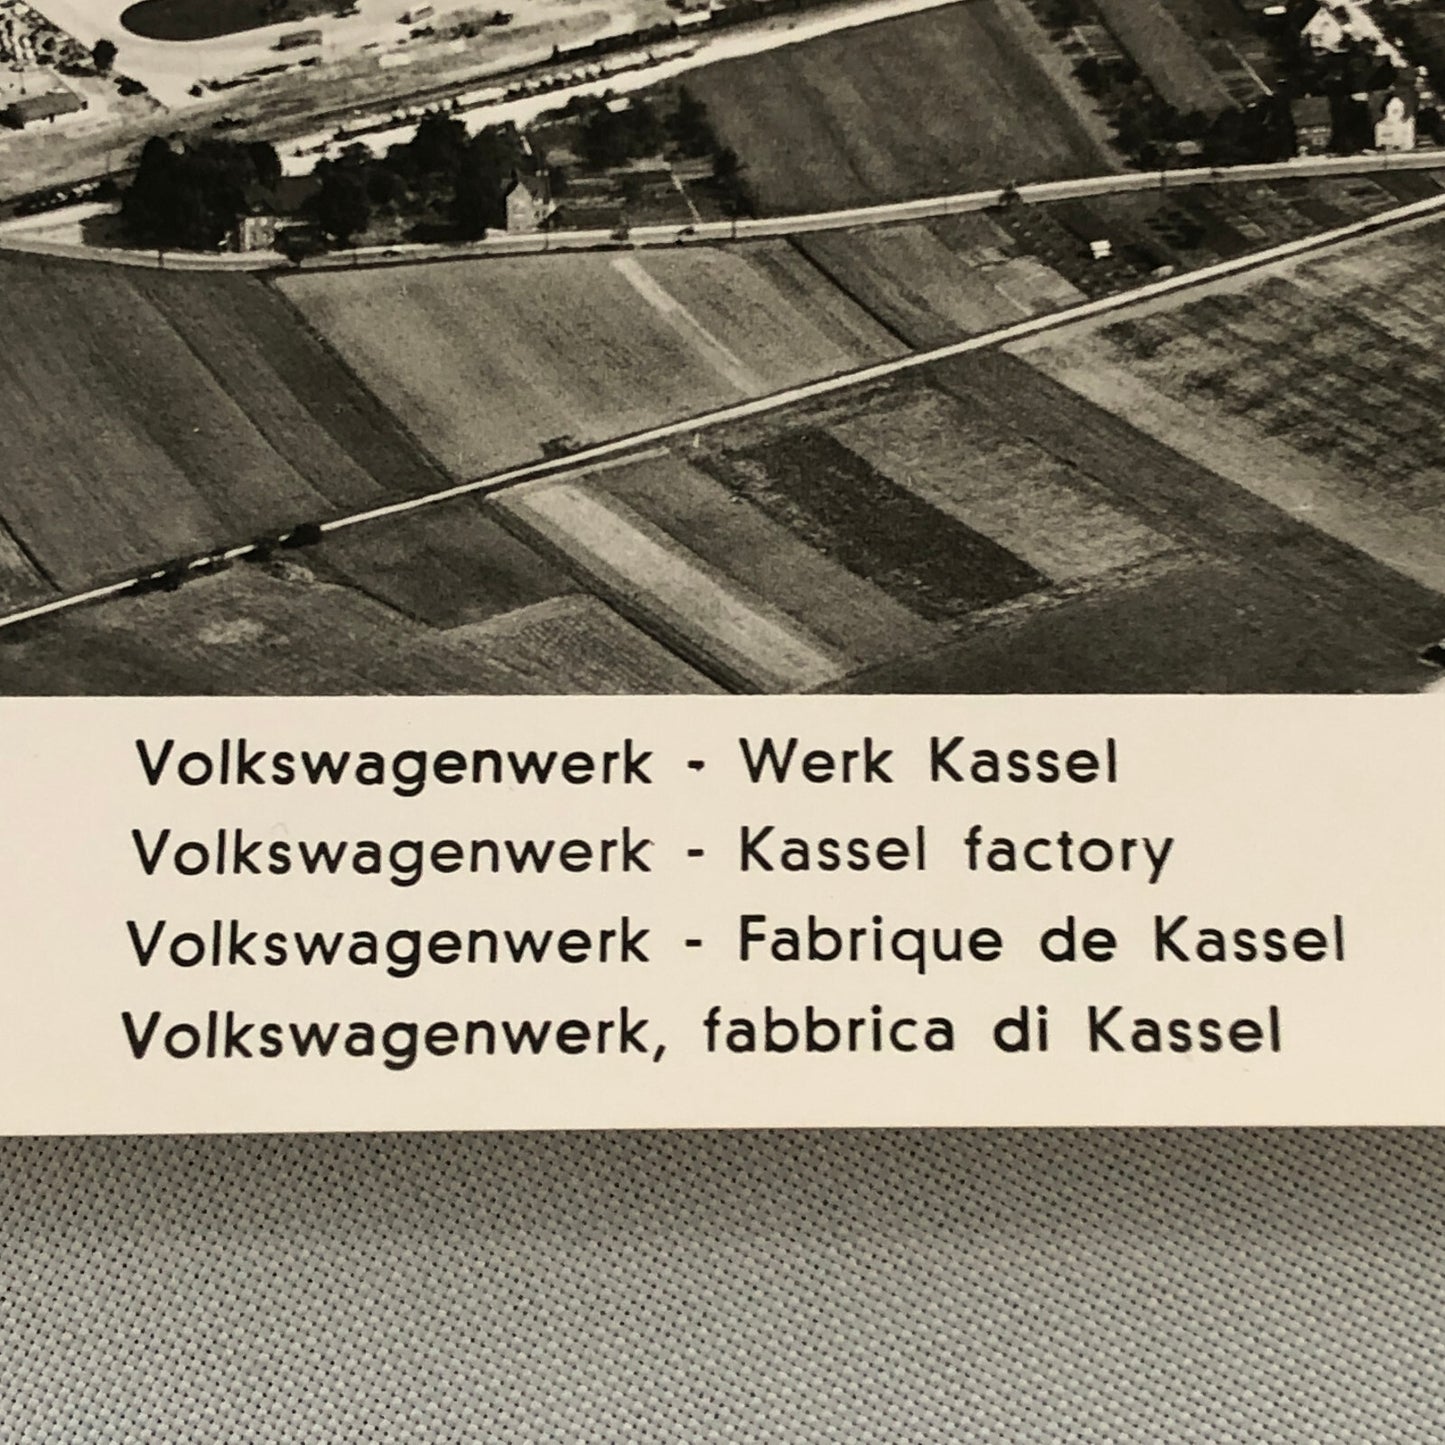 Volkswagenwerk - Werk Kassel
Volkswagenwerk - Kassel factory
Volkswagenwerk - Fabrique de Kassel
Volkswagenwerk, fabbrica di Kassel